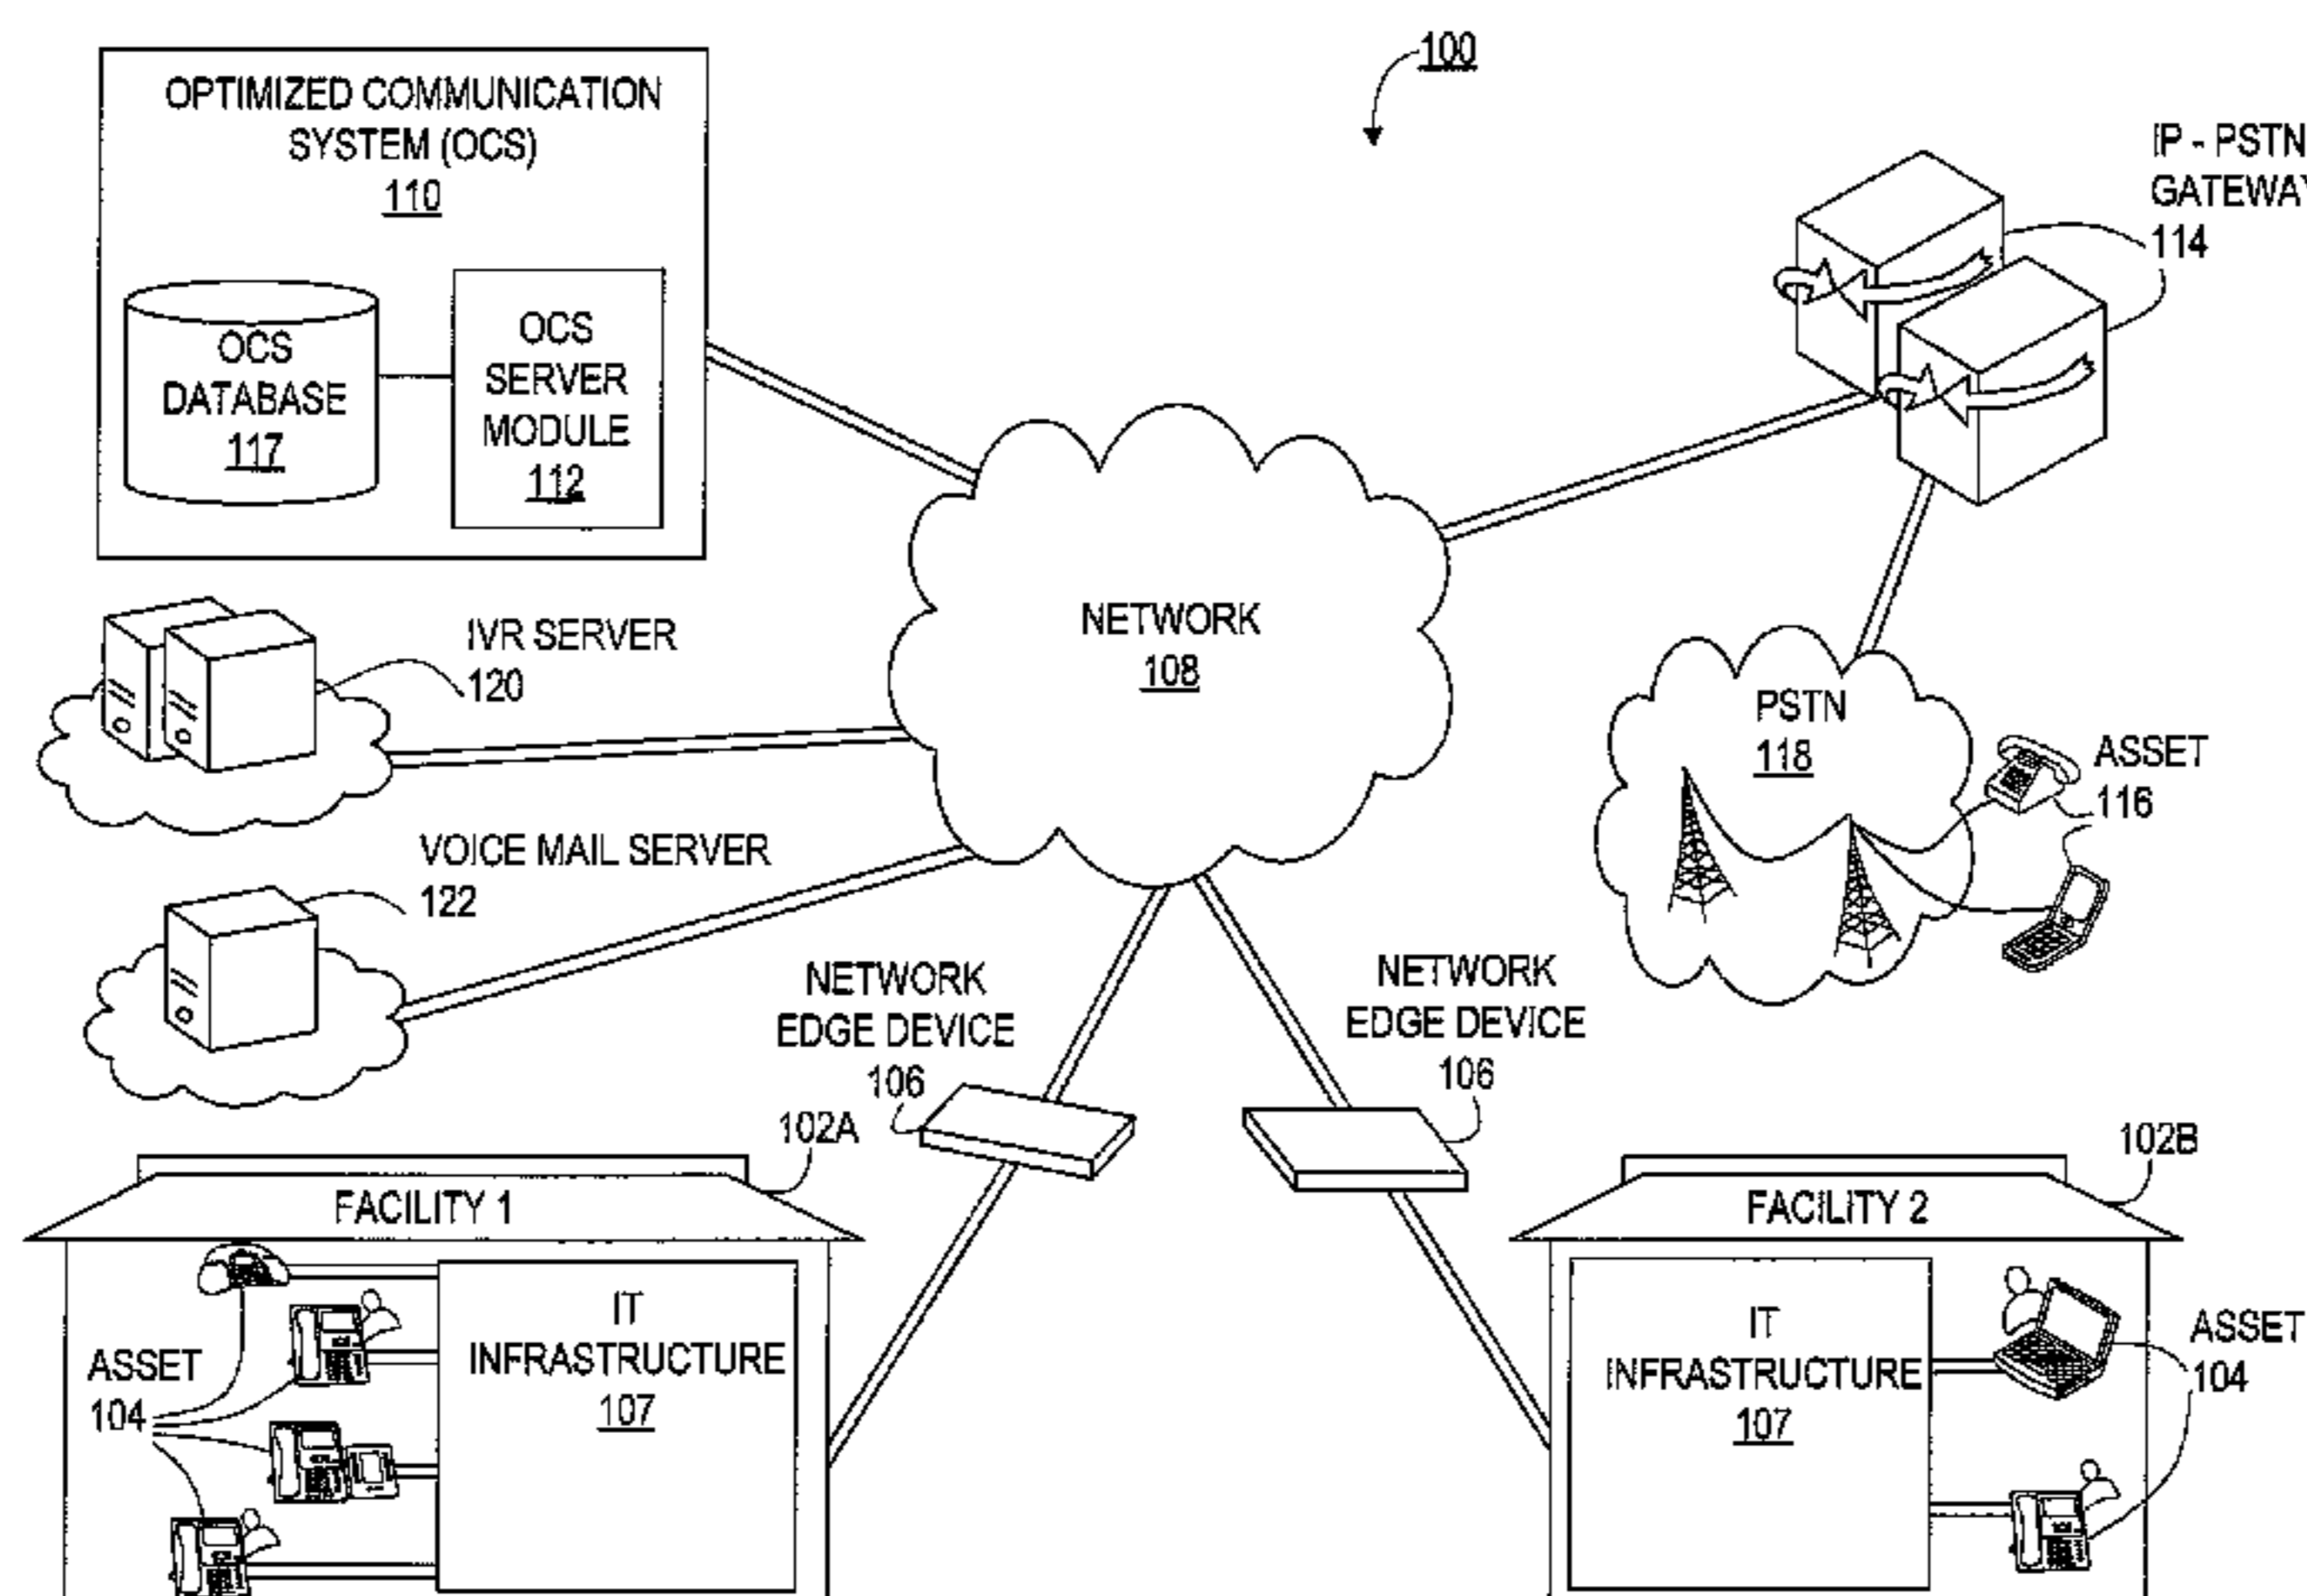 100
OPTIMIZED COMMUNICATION
SYSTEM (OCS)
110
OCS
DATABASE
117
OCS
SERVER
MODULE
112
IP - PSTN
GATEWAY
114
IVR SERVER
120
NETWORK
108
PSTN
118
ASSET
116
VOICE MAIL SERVER
122
NETWORK
EDGE DEVICE
106
NETWORK
EDGE DEVICE
106
102A
FACILITY 1
ASSET
104
IT
INFRASTRUCTURE
107
102B
FACILITY 2
IT
INFRASTRUCTURE
107
ASSET
104